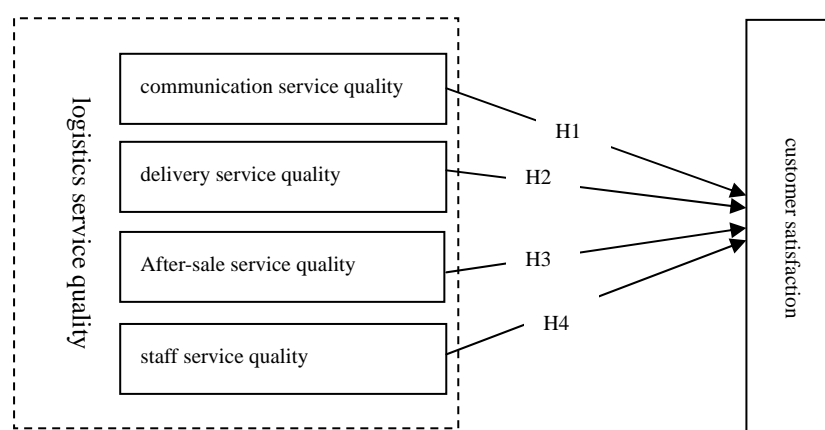 logistics service quality
communication service quality
delivery service quality
After-sale service quality
staff service quality
H1
H2
H3
H4
customer satisfaction